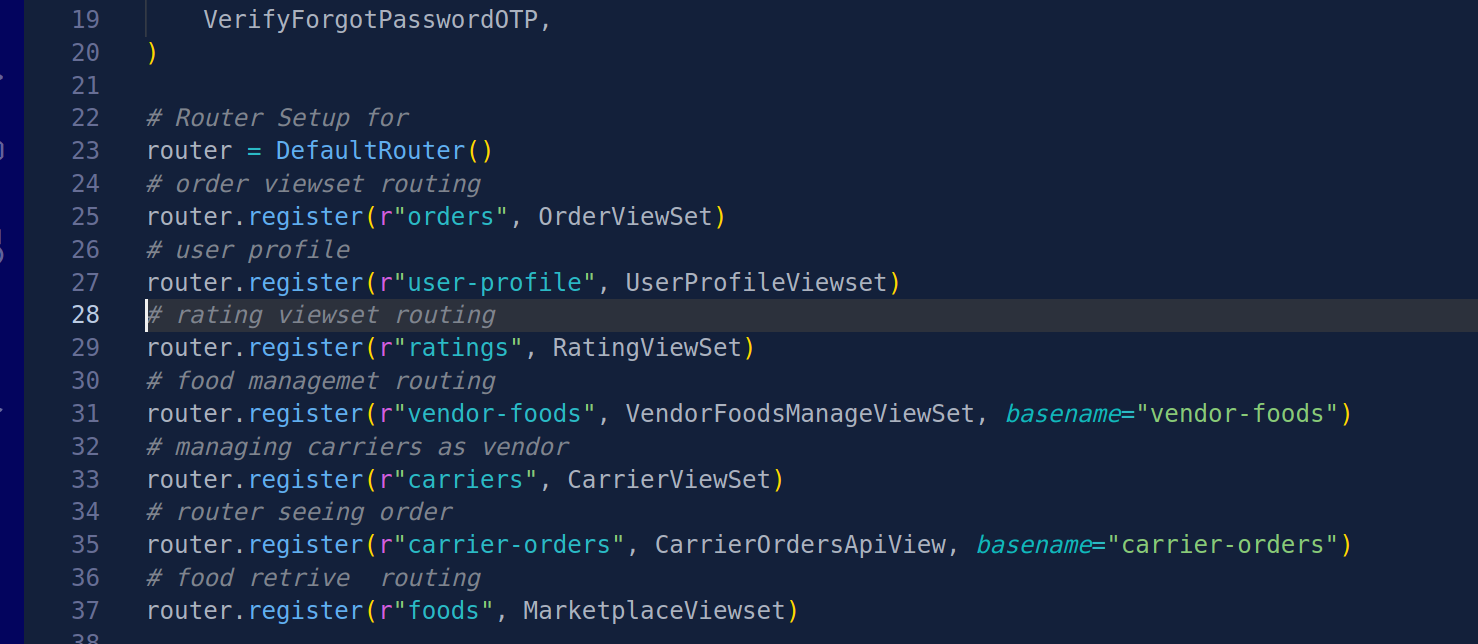 19 VerifyForgotPasswordOTP,
20 )
21
22 # Router Setup for
23 router = DefaultRouter()
24 # order viewset routing
25 router.register(r"orders", OrderViewSet)
26 # user profile
27 router.register(r"user-profile", UserProfileViewset)
28 # rating viewset routing
29 router.register(r"ratings", RatingViewSet)
30 # food managemet routing
31 router.register(r"vendor-foods", VendorFoodsManageViewSet, basename="vendor-foods")
32 # managing carriers as vendor
33 router.register(r"carriers", CarrierViewSet)
34 # router seeing order
35 router.register(r"carrier-orders", CarrierOrdersApiView, basename="carrier-orders")
36 # food retrive  routing
37 router.register(r"foods", MarketplaceViewset)
38